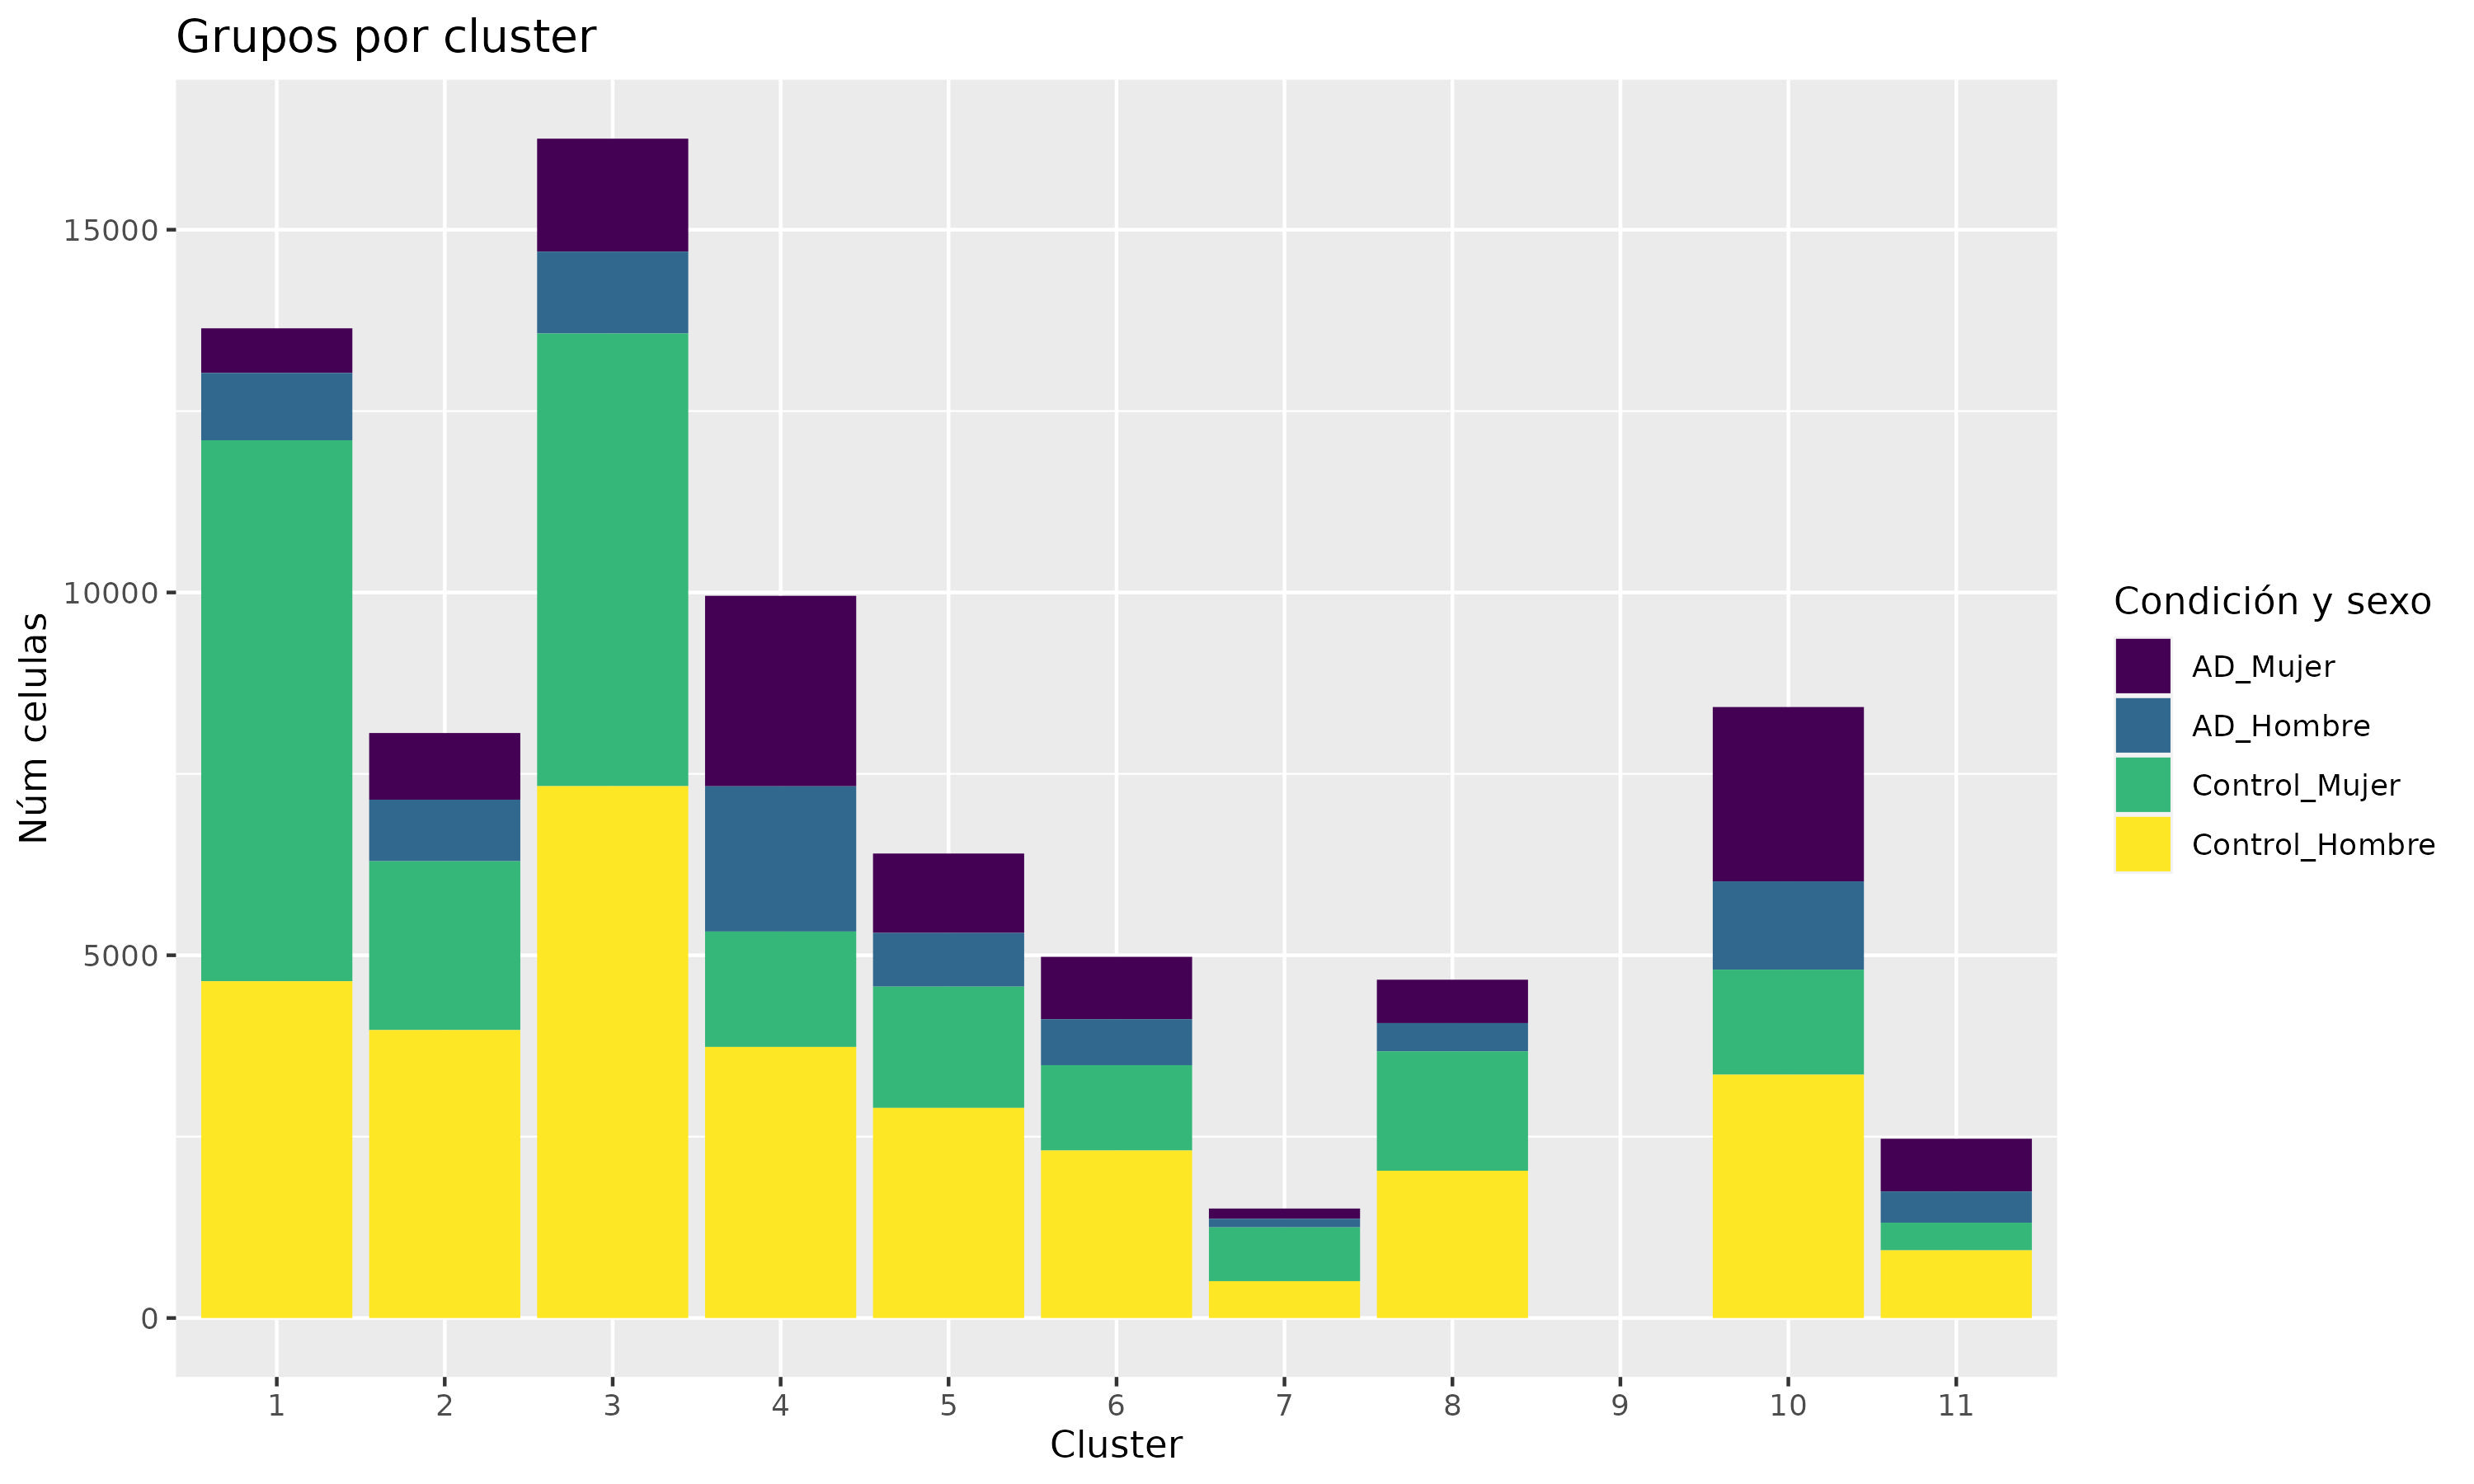 Grupos por cluster
Núm celulas
15000
10000
5000
0
1 2 3 4 5 6 7 8 9 10 11
Cluster
Condición y sexo
AD_Mujer
AD_Hombre
Control_Mujer
Control_Hombre